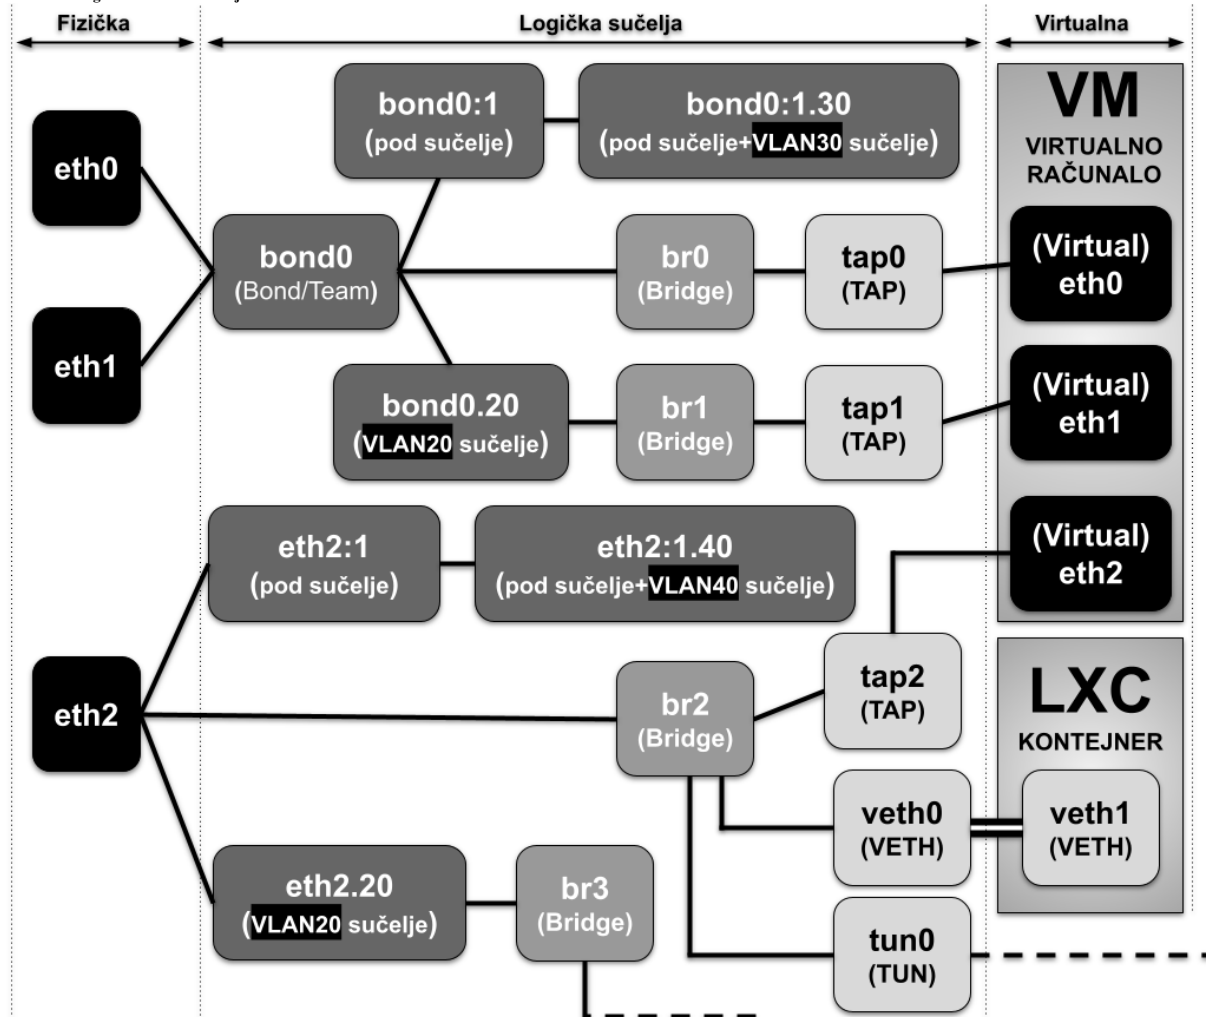 Fizička
Logička sučelja
Virtualna
eth0
eth1
bond0
(Bond/Team)
bond0:1
(pod sučelje)
bond0:1.30
(pod sučelje+VLAN30 sučelje)
br0
(Bridge)
tap0
(TAP)
bond0.20
(VLAN20 sučelje)
br1
(Bridge)
tap1
(TAP)
VM
VIRTUALNO
RAČUNALO
(Virtual)
eth0
(Virtual)
eth1
(Virtual)
eth2
eth2
eth2:1
(pod sučelje)
eth2:1.40
(pod sučelje+VLAN40 sučelje)
br2
(Bridge)
tap2
(TAP)
veth0
(VETH)
LXC
KONTEJNER
veth1
(VETH)
eth2.20
(VLAN20 sučelje)
br3
(Bridge)
tun0
(TUN)